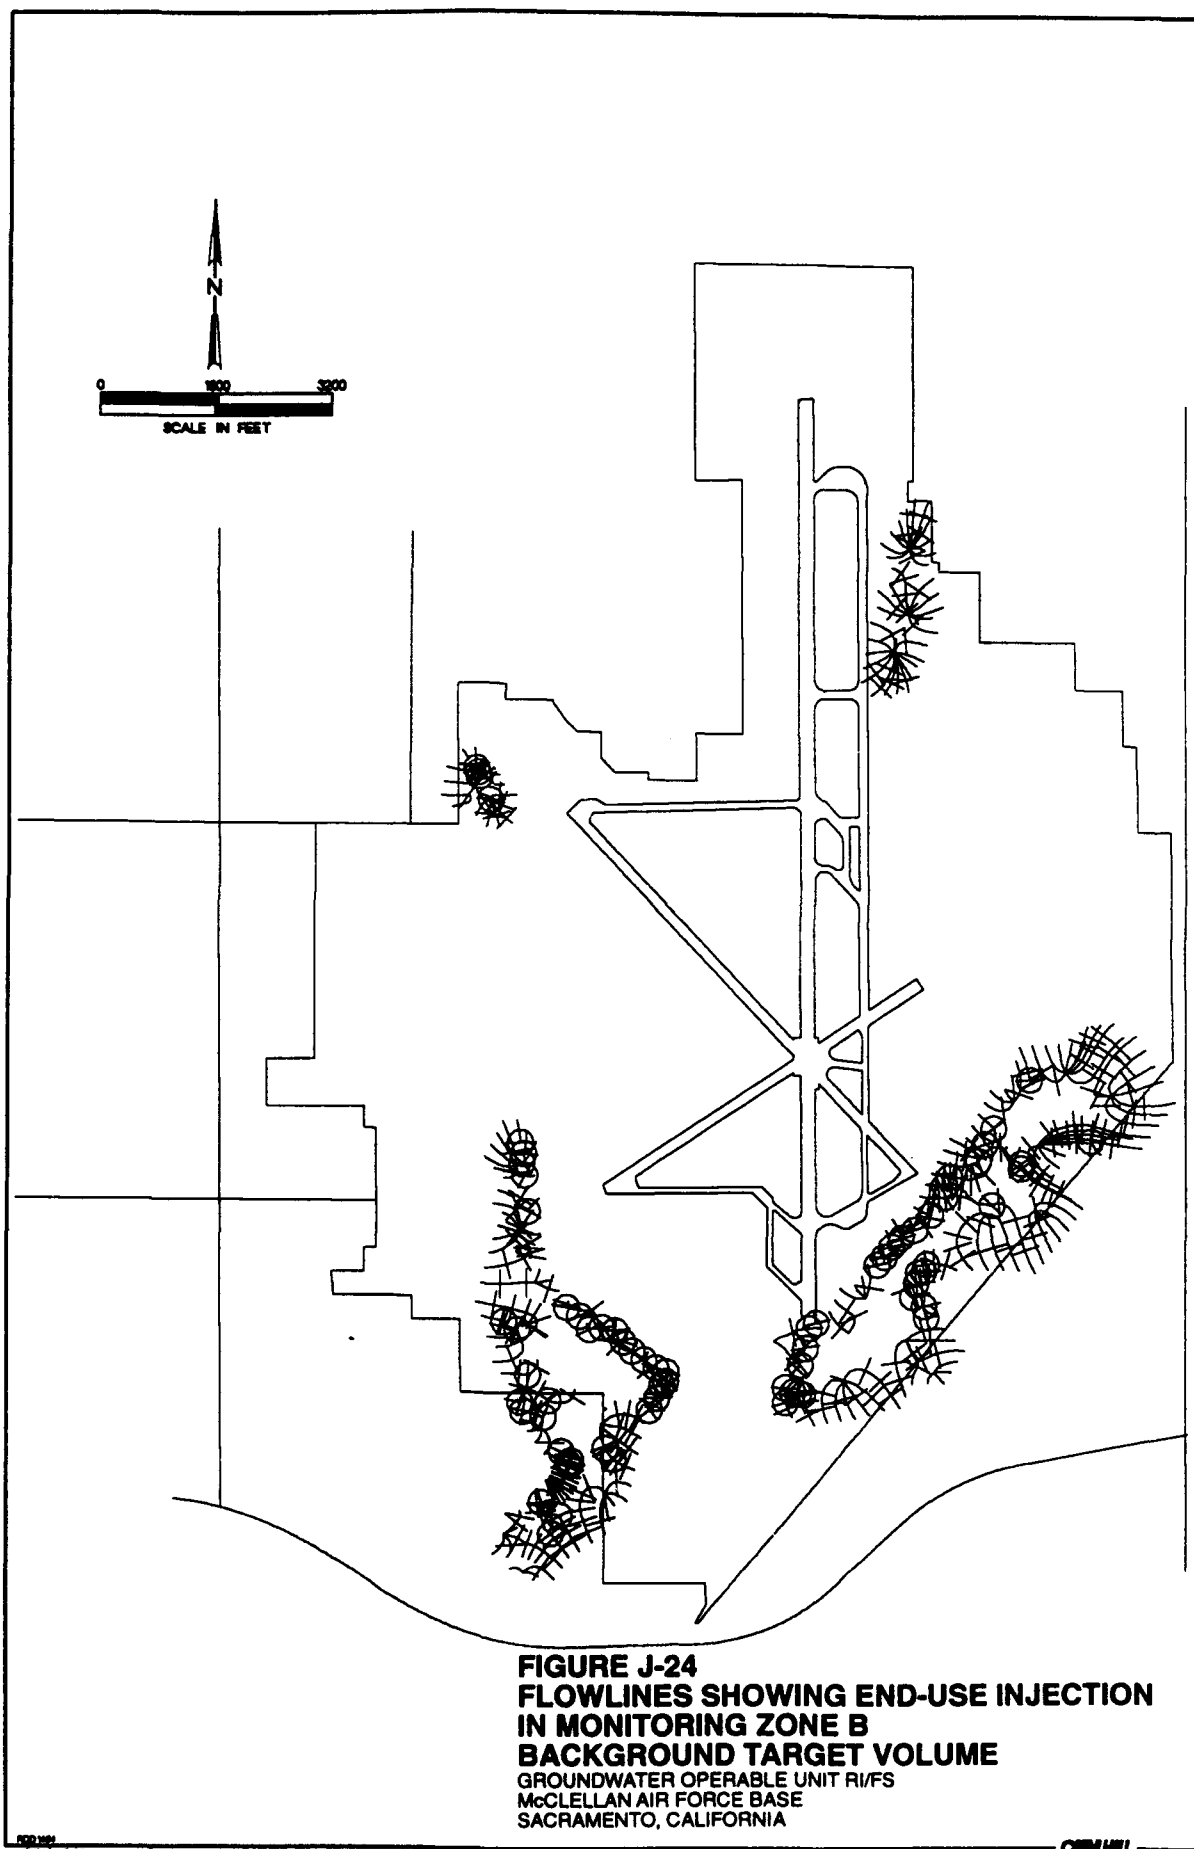 N
0 1600 3200
SCALE IN FEET
FIGURE J-24
FLOWLINES SHOWING END-USE INJECTION
IN MONITORING ZONE B
BACKGROUND TARGET VOLUME
GROUNDWATER OPERABLE UNIT RI/FS
McCLELLAN AIR FORCE BASE
SACRAMENTO, CALIFORNIA